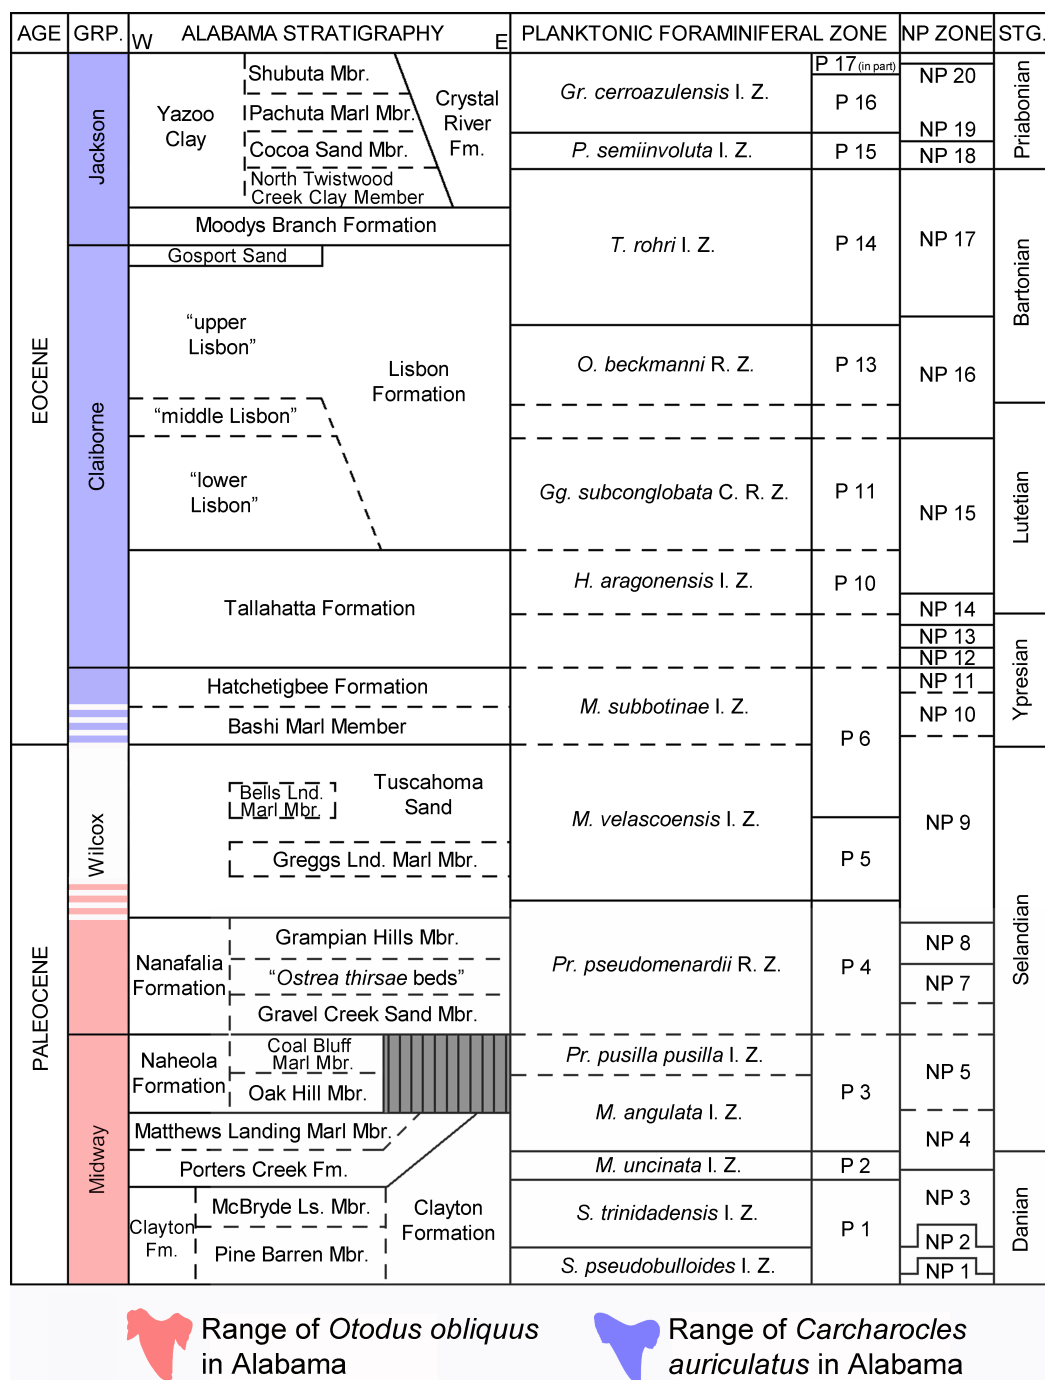 AGE GRP. W ALABAMA STRATIGRAPHY E PLANKTONIC FORAMINIFERAL ZONE NP ZONE STG.
EOCENE
PALEOCENE
Jackson
Claiborne
Wilcox
Midway
Yazoo
Clay
Shubuta Mbr.
Pachuta Marl Mbr.
Cocoa Sand Mbr.
North Twistwood
Creek Clay Member
Crystal
River
Fm.
Moodys Branch Formation
Gosport Sand
“upper
Lisbon”
“middle Lisbon”
“lower
Lisbon”
Lisbon
Formation
Tallahatta Formation
Hatchetigbee Formation
Bashi Marl Member
Bells Lnd.
Marl Mbr.
Tuscahoma
Sand
Greggs Lnd. Marl Mbr.
Nanafalia
Formation
Grampian Hills Mbr.
“Ostrea thirsae beds”
Gravel Creek Sand Mbr.
Naheola
Formation
Coal Bluff
Marl Mbr.
Oak Hill Mbr.
Matthews Landing Marl Mbr.
Porters Creek Fm.
Clayton
Fm.
McBryde Ls. Mbr.
Pine Barren Mbr.
Clayton
Formation
Gr. cerroazulensis I. Z.
P. semiinvoluta I. Z.
T. rohri I. Z.
O. beckmanni R. Z.
Gg. subconglobata C. R. Z.
H. aragonensis I. Z.
M. subbotinae I. Z.
M. velascoensis I. Z.
Pr. pseudomenardii R. Z.
Pr. pusilla pusilla I. Z.
M. angulata I. Z.
M. uncinata I. Z.
S. trinidadensis I. Z.
S. pseudobulloides I. Z.
P 17 (in part)
P 16
P 15
P 14
P 13
P 11
P 10
P 6
P 5
P 4
P 3
P 2
P 1
NP 20
NP 19
NP 18
NP 17
NP 16
NP 15
NP 14
NP 13
NP 12
NP 11
NP 10
NP 9
NP 8
NP 7
NP 5
NP 4
NP 3
NP 2
NP 1
Priabonian
Bartonian
Lutetian
Ypresian
Selandian
Danian
Range of Otodus obliquus
in Alabama
Range of Carcharocles
auriculatus in Alabama